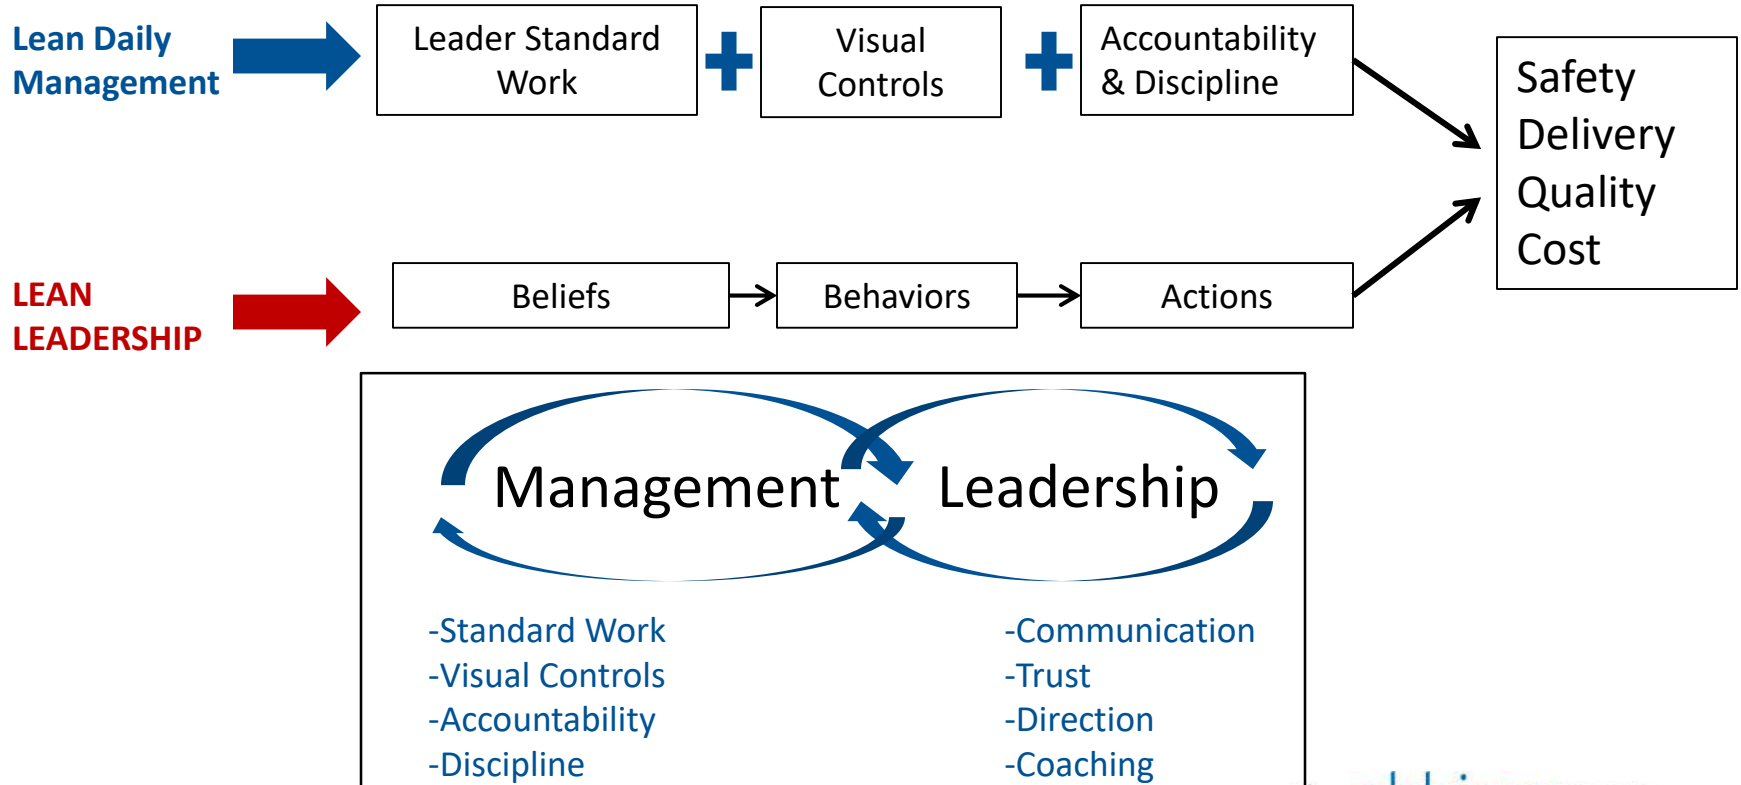 Lean Daily
Management
Leader Standard
Work
Visual
Controls
Accountability
& Discipline
Safety
Delivery
Quality
Cost
LEAN
LEADERSHIP
Beliefs
Behaviors
Actions
Management
Leadership
-Standard Work
-Visual Controls
-Accountability
-Discipline
-Communication
-Trust
-Direction
-Coaching